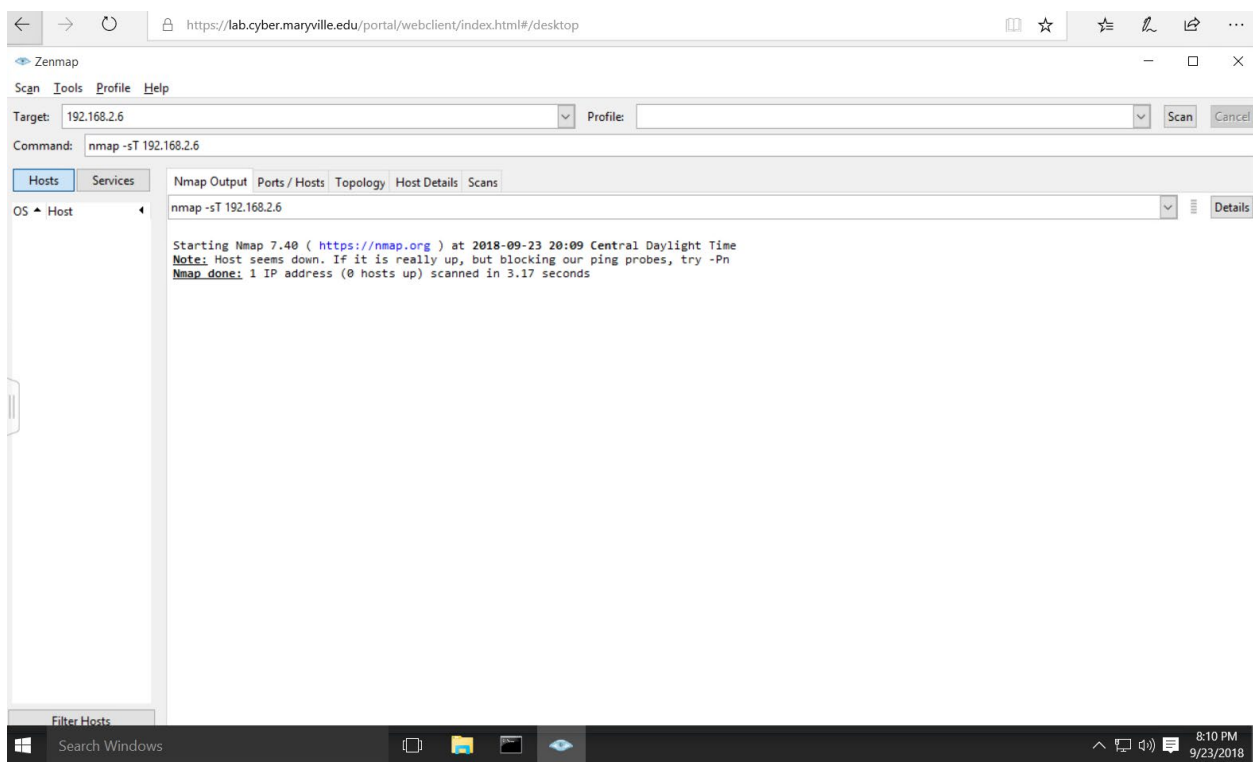 https://lab.cyber.maryville.edu/portal/webclient/index.html#/desktop
Zenmap
Scan Tools Profile Help
Target: 192.168.2.6 Profile: Scan Cancel
Command: nmap -sT 192.168.2.6
Hosts Services Nmap Output Ports / Hosts Topology Host Details Scans
OS Host nmap -sT 192.168.2.6 Details
Starting Nmap 7.40 ( https://nmap.org ) at 2018-09-23 20:09 Central Daylight Time
Note: Host seems down. If it is really up, but blocking our ping probes, try -Pn
Nmap done: 1 IP address (0 hosts up) scanned in 3.17 seconds
Filter Hosts
Search Windows 8:10 PM
9/23/2018